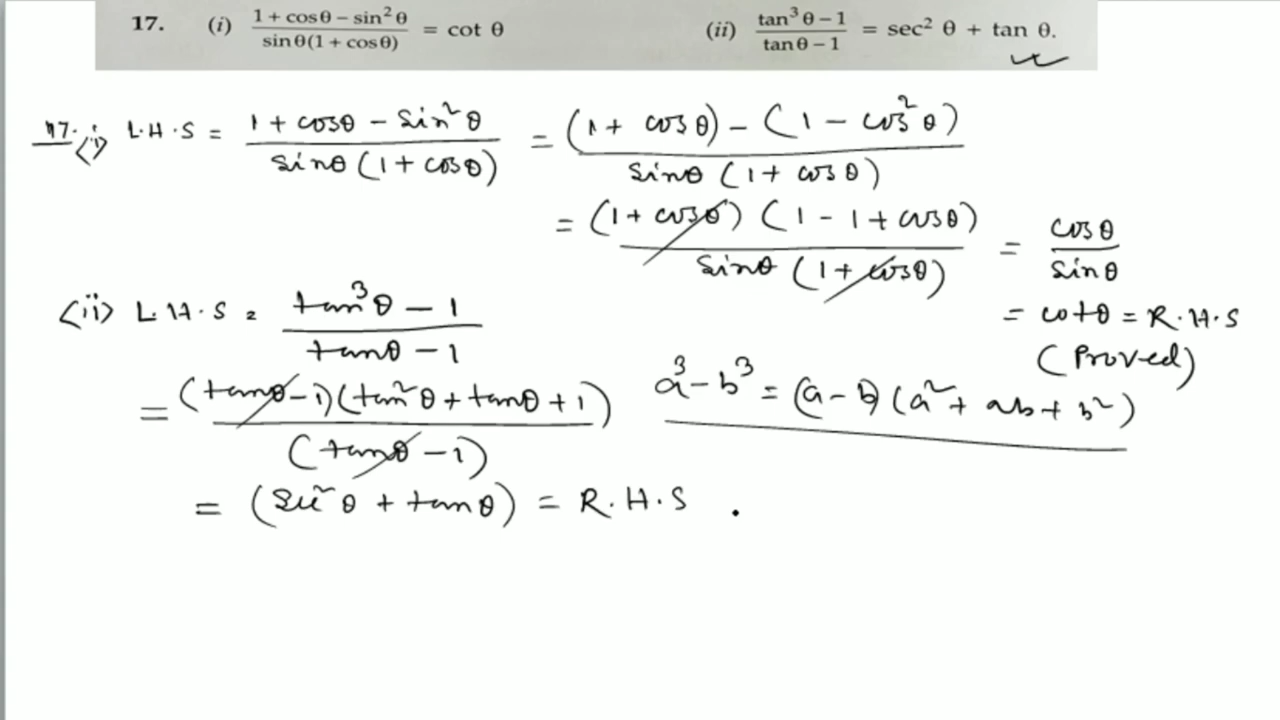 17. (i) (1 + cosθ – sin² θ) / (sinθ(1 + cosθ)) = cot θ (ii) (tan³ θ – 1) / (tanθ – 1) = sec² θ + tan θ.
17. (i) L.H.S = (1 + cosθ – sin²θ) / (sinθ (1 + cosθ)) = ((1 + cosθ) – (1 – cos²θ)) / (sinθ (1 + cosθ))
= ((1 + cosθ) (1 – 1 + cosθ)) / (sinθ (1 + cosθ)) = cosθ / sinθ
= cotθ = R.H.S
(Proved)
(ii) L.H.S = (tan³θ – 1) / (tanθ – 1)
= ((tanθ – 1)(tan²θ + tanθ + 1)) / (tanθ – 1) a³ – b³ = (a – b) (a² + ab + b²)
= (sec²θ + tanθ) = R.H.S .